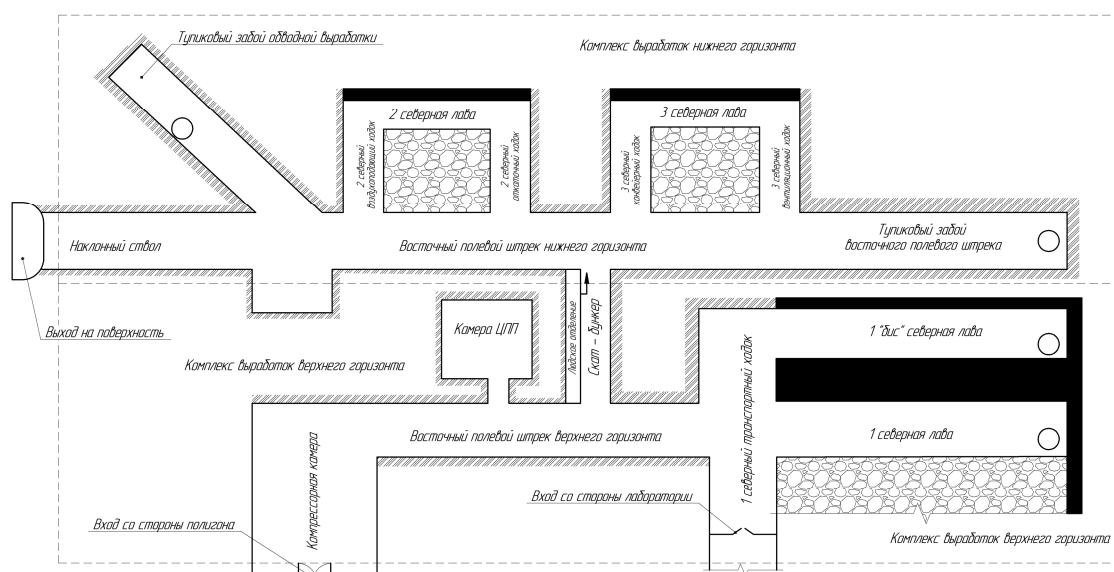 Тупиковый забой обводной выработки
Комплекс выработок нижнего горизонта
2 северная лава
3 северная лава
2 северный
воздухоподающий ходок
2 северный
откаточный ходок
3 северный
конвейерный ходок
3 северный
вентиляционный ходок
Наклонный ствол
Восточный полевой штрек нижнего горизонта
Тупиковый забой
восточного полевого штрека
Выход на поверхность
Камера ЦПП
Людское отделение
Скат - бункер
1 "бис" северная лава
Комплекс выработок верхнего горизонта
1 северный транспортный ходок
Восточный полевой штрек верхнего горизонта
1 северная лава
Компрессорная камера
Вход со стороны лаборатории
Вход со стороны полигона
Комплекс выработок верхнего горизонта